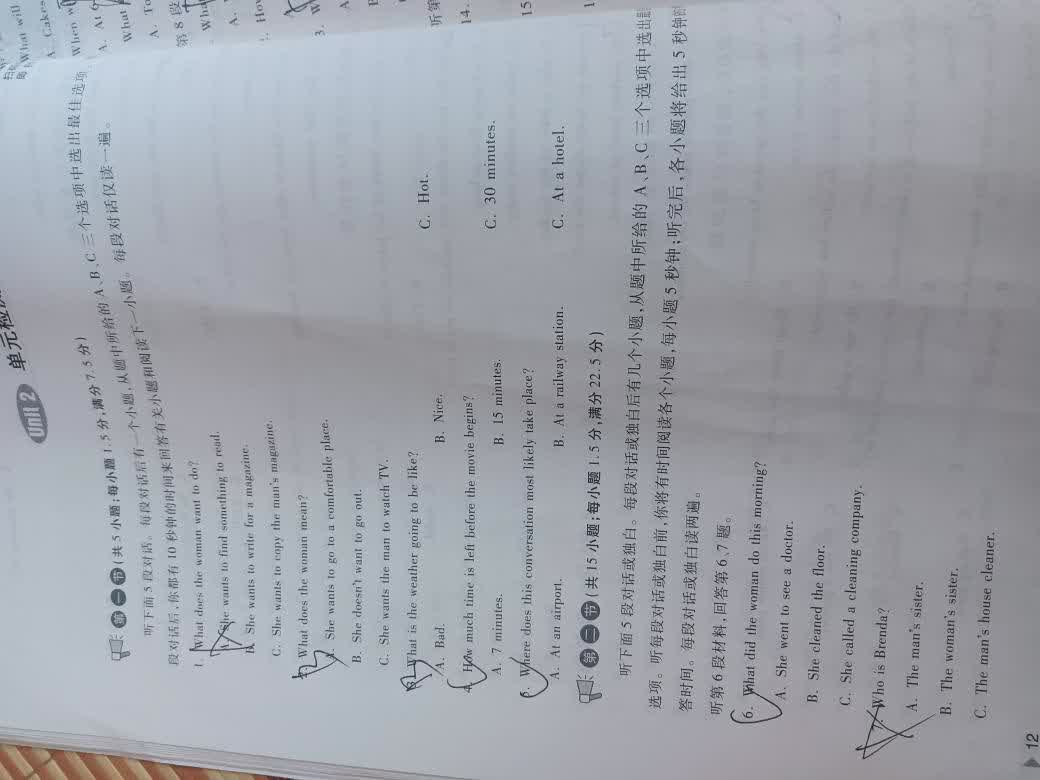 Unit 2 单元检测
第一节(共5小题;每小题1.5分,满分7.5分)
听下面5段对话。每段对话后有一个小题,从题中所给的A、B、C三个选项中选出最佳选项
段对话后,你都有10秒钟的时间来回答有关小题和阅读下一小题。每段对话仅读一遍。
1. What does the woman want to do?
A. She wants to find something to read.
B. She wants to write for a magazine.
C. She wants to copy the man's magazine.
2. What does the woman mean?
A. She wants to go to a comfortable place.
B. She doesn't want to go out.
C. She wants the man to watch TV.
3. What is the weather going to be like?
A. Bad. B. Nice. C. Hot.
4. How much time is left before the movie begins?
A. 7 minutes. B. 15 minutes. C. 30 minutes.
5. Where does this conversation most likely take place?
A. At an airport. B. At a railway station. C. At a hotel.
第二节(共15小题;每小题1.5分,满分22.5分)
听下面5段对话或独白。每段对话或独白后有几个小题,从题中所给的A、B、C三个选项中选出
选项。听每段对话或独白前,你将有时间阅读各个小题,每小题5秒钟;听完后,各小题将给出5秒钟的
答时间。每段对话或独白读两遍。
听第6段材料,回答第6、7题。
6. What did the woman do this morning?
A. She went to see a doctor.
B. She cleaned the floor.
C. She called a cleaning company.
7. Who is Brenda?
A. The man's sister.
B. The woman's sister.
C. The man's house cleaner.
12
What will
A. Cakes
When
A. At
What
A. To
第8段
Wh
A.
How
3. W
A
听第
14.
15